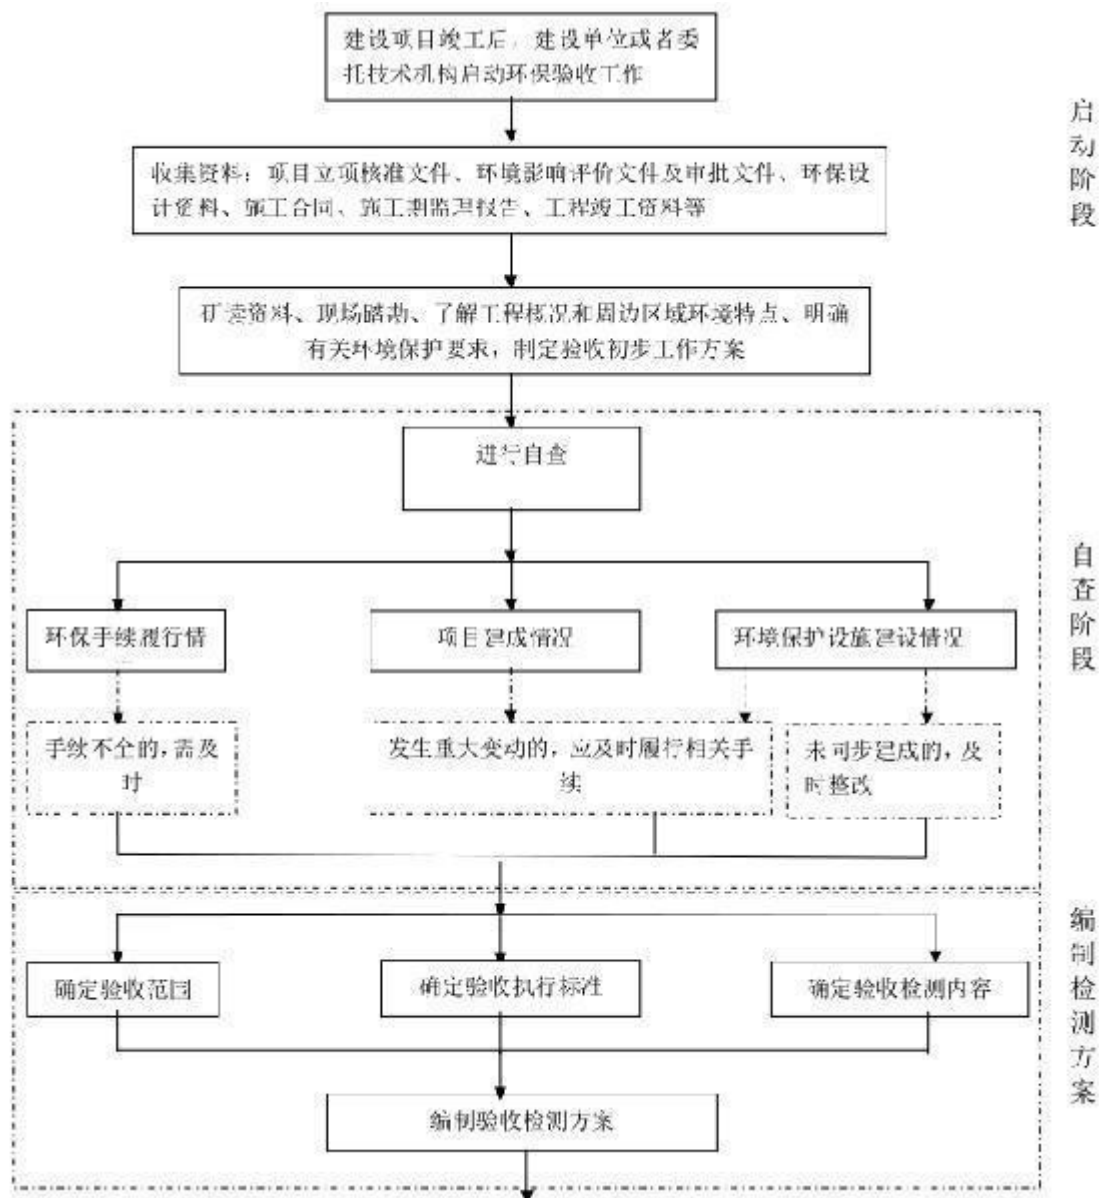 建设项目竣工后，建设单位或者委
托技术机构启动环保验收工作
启动阶段
收集资料：项目立项核准文件、环境影响评价文件及审批文件、环保设
计资料、施工合同、施工期监理报告、工程竣工资料等
研读资料、现场踏勘、了解工程概况和周边区域环境特点、明确
有关环境保护要求，制定验收初步工作方案
进行自查
自查阶段
环保手续履行情
项目建成情况
环境保护设施建设情况
手续不全的，需及
时
发生重大变动的，应及时履行相关手
续
未同步建成的，及
时整改
编制检测方案
确定验收范围
确定验收执行标准
确定验收检测内容
编制验收检测方案